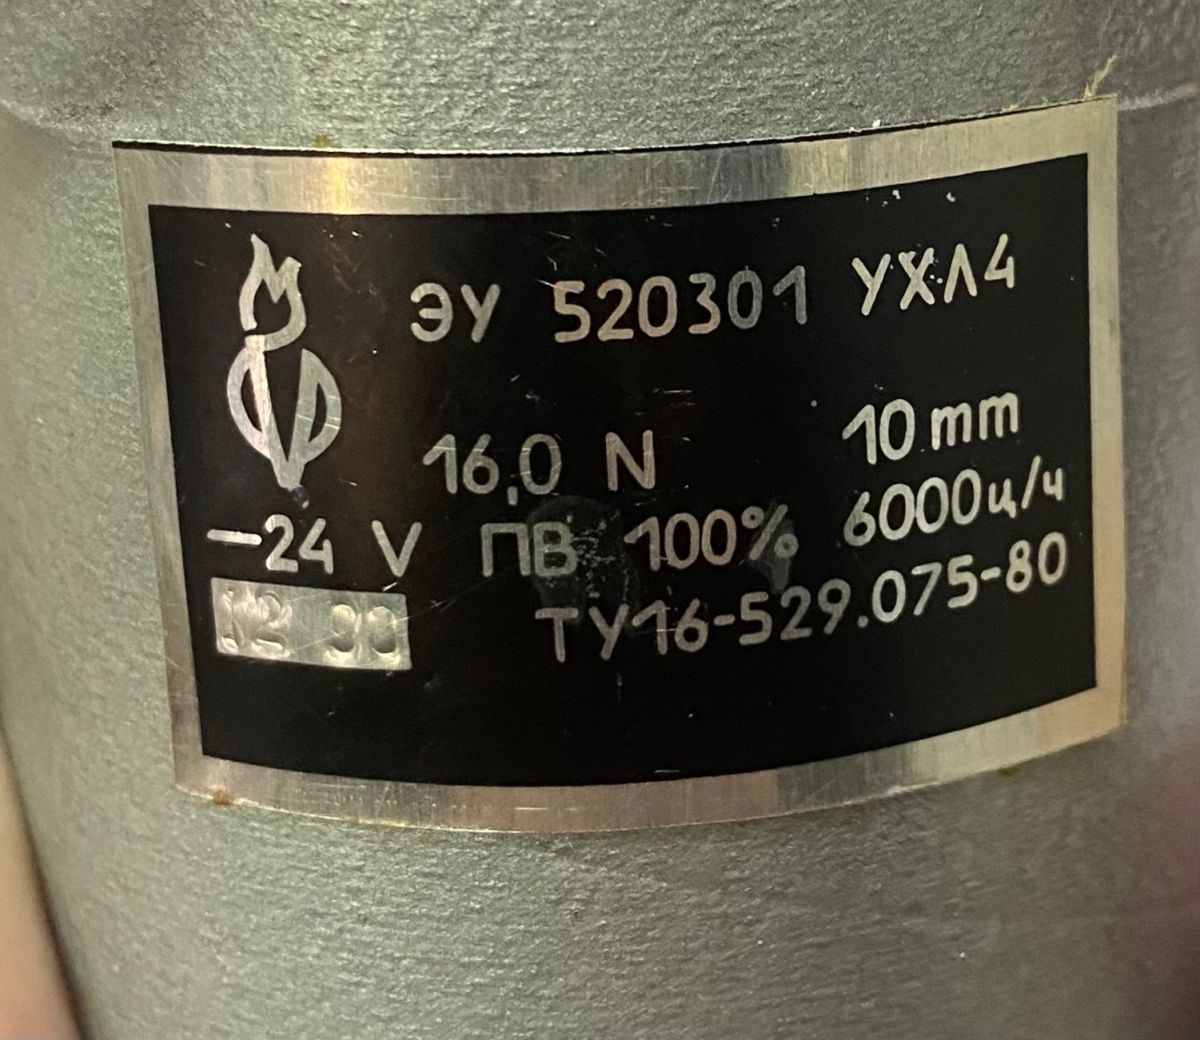 ЭУ 520301 УХЛ4
16,0 N 10 mm
—24 V ПВ 100% 6000ц/ч
ТУ16-529.075-80